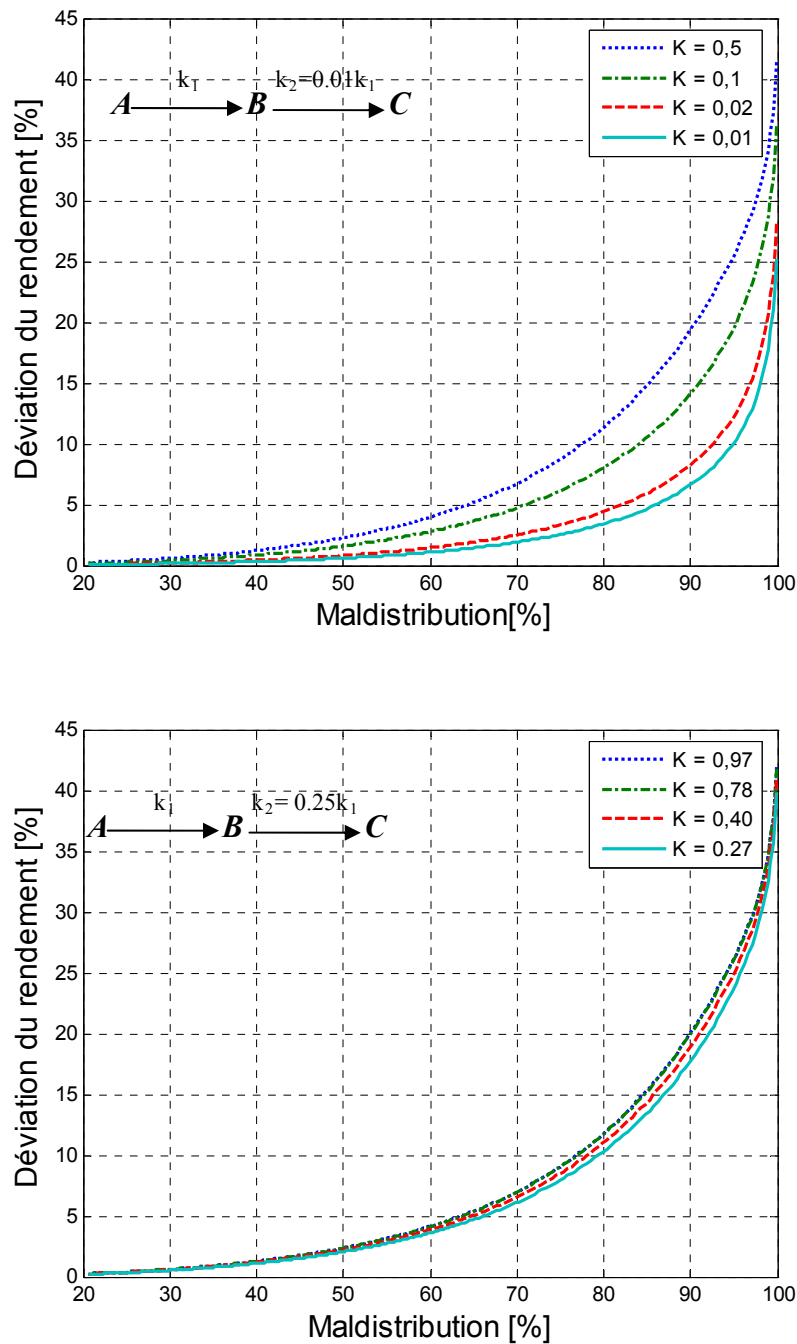 45
40
35
30
25
20
15
10
5
0
Déviation du rendement [%]
k₁
k₂=0.01k₁
A B C
K = 0,5
K = 0,1
K = 0,02
K = 0,01
20 30 40 50 60 70 80 90 100
Maldistribution[%]
45
40
35
30
25
20
15
10
5
0
Déviation du rendement [%]
k₁
k₂= 0.25k₁
A B C
K = 0,97
K = 0,78
K = 0,40
K = 0.27
20 30 40 50 60 70 80 90 100
Maldistribution [%]